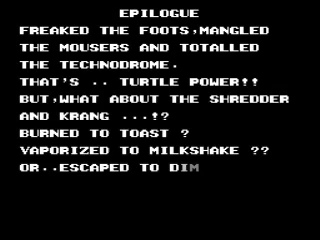 EPILOGUE
FREAKED THE FOOTS,MANGLED
THE MOUSERS AND TOTALLED
THE TECHNODROME.
THAT'S .. TURTLE POWER!!
BUT,WHAT ABOUT THE SHREDDER
AND KRANG ...!?
BURNED TO TOAST ?
VAPORIZED TO MILKSHAKE ??
OR..ESCAPED TO DIM